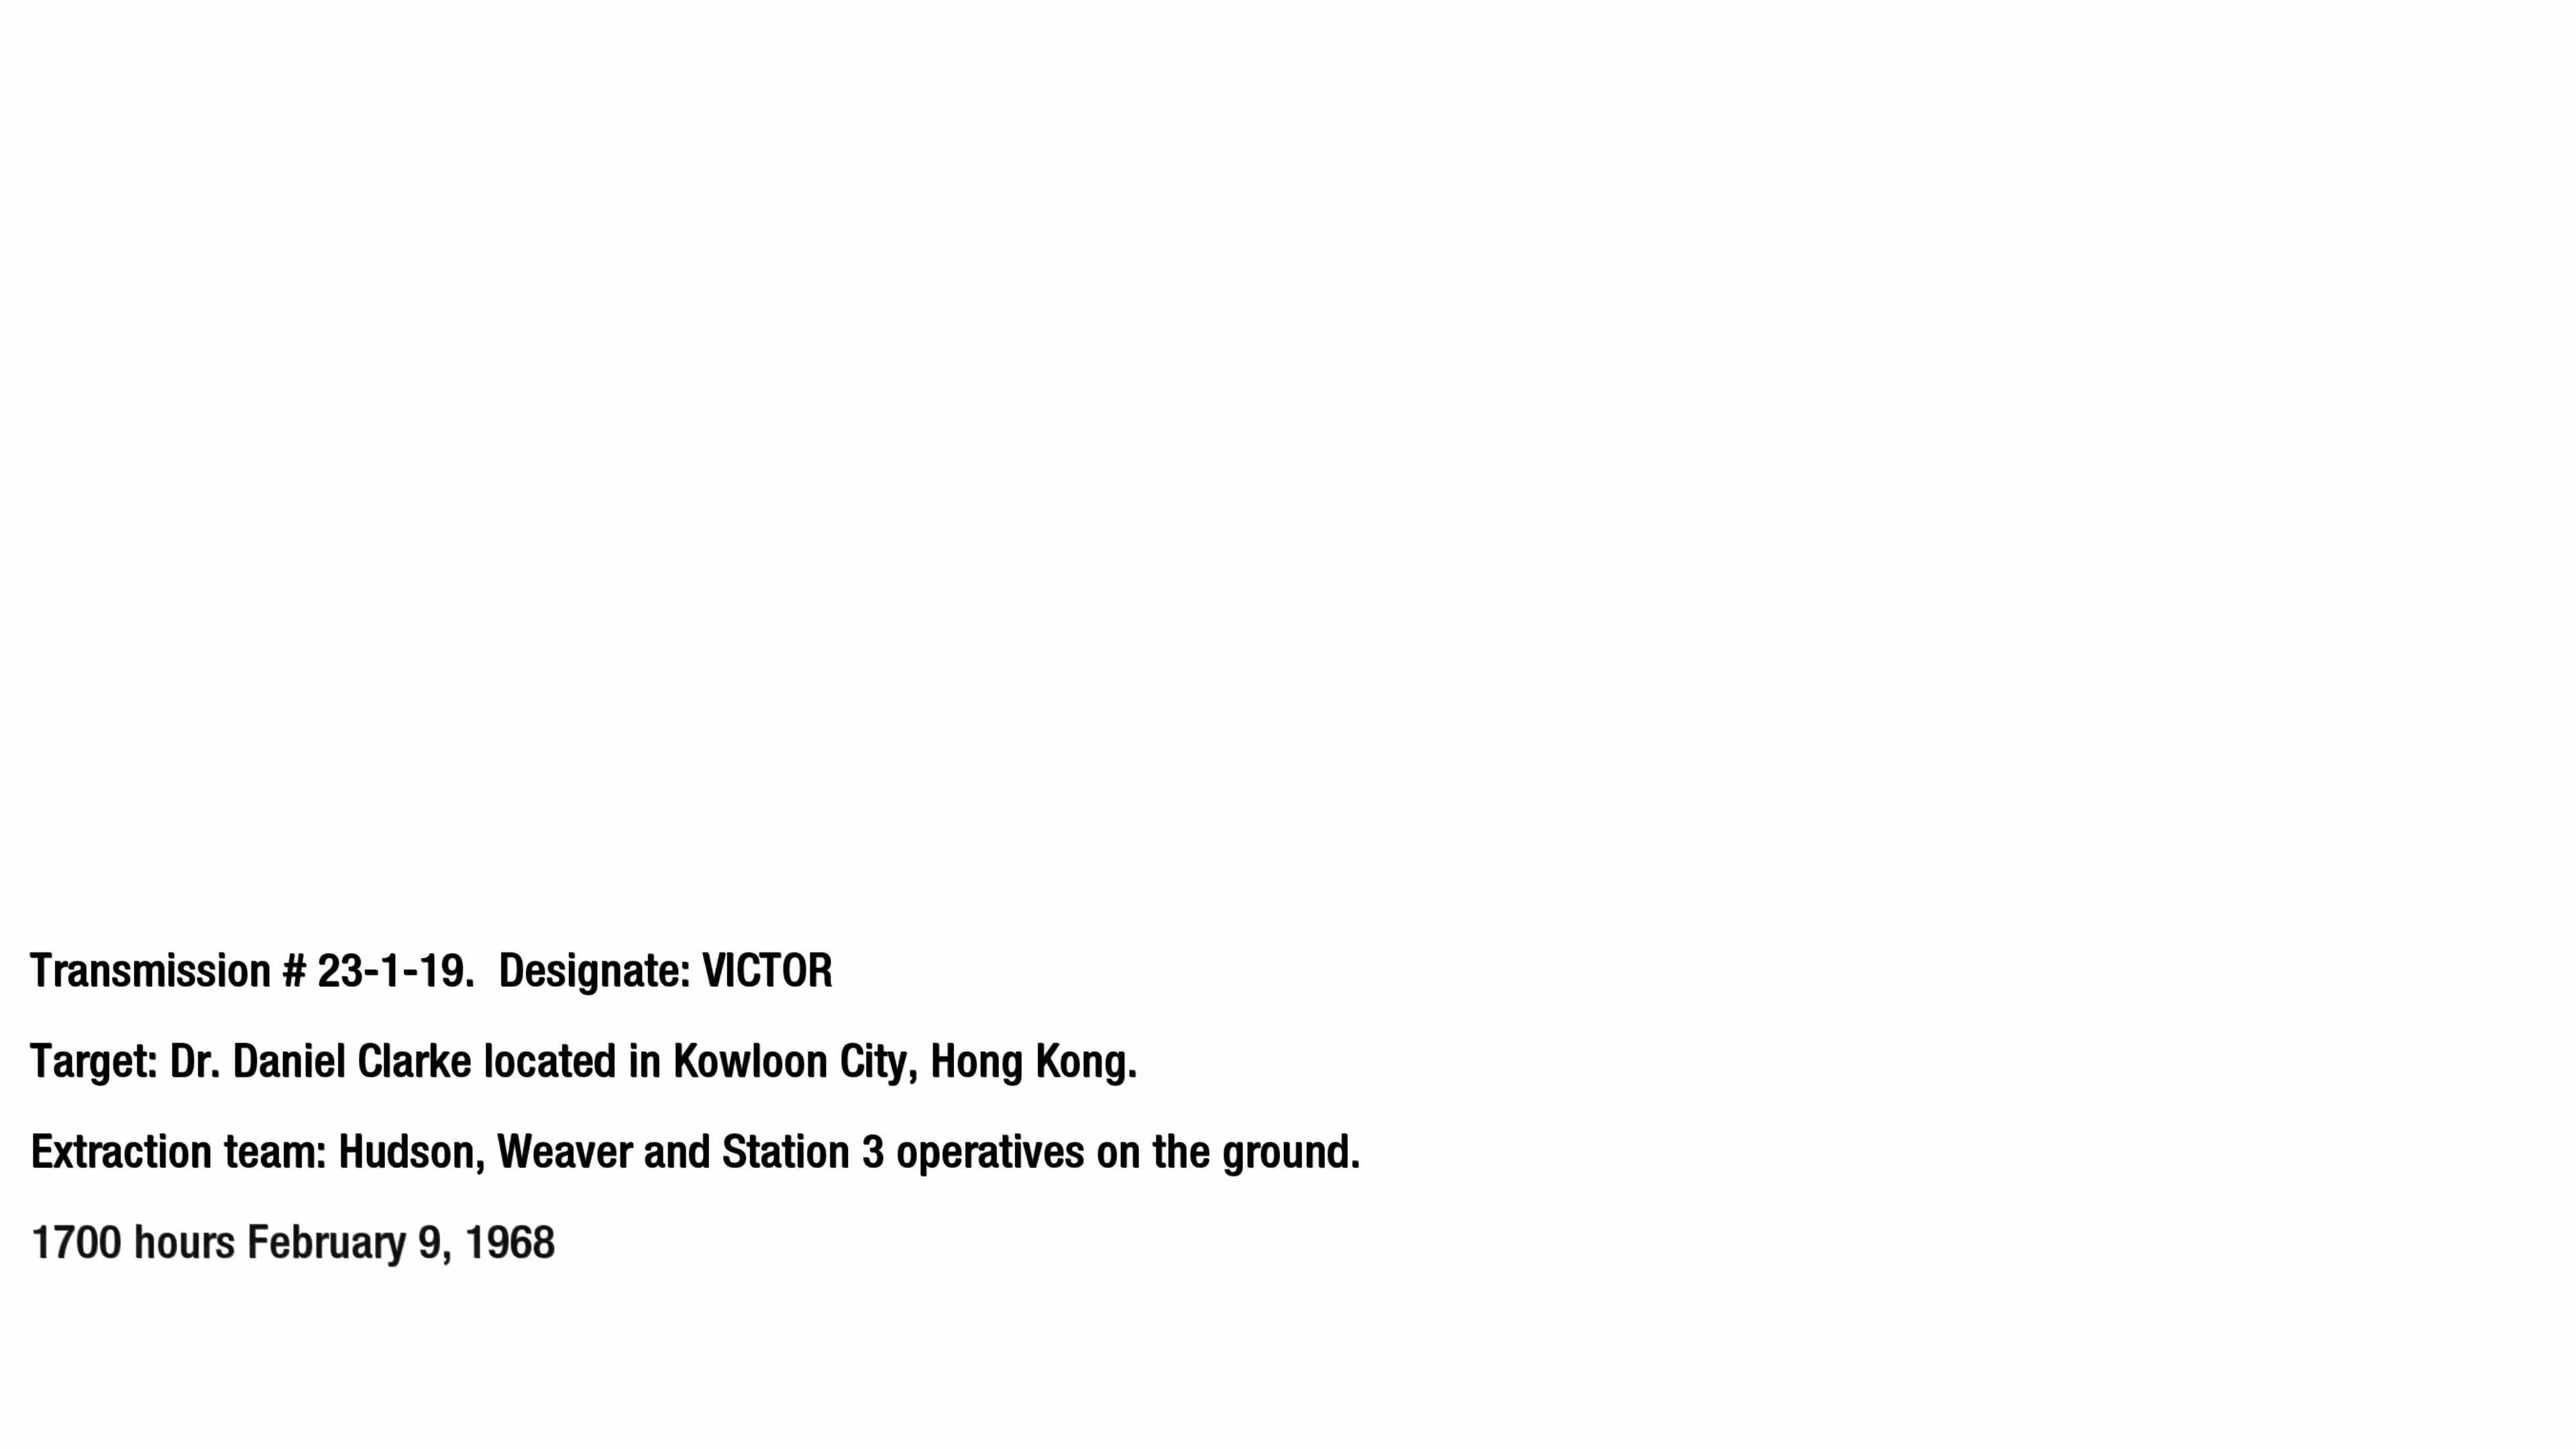 Transmission # 23-1-19.  Designate: VICTOR
Target: Dr. Daniel Clarke located in Kowloon City, Hong Kong.
Extraction team: Hudson, Weaver and Station 3 operatives on the ground.
1700 hours February 9, 1968